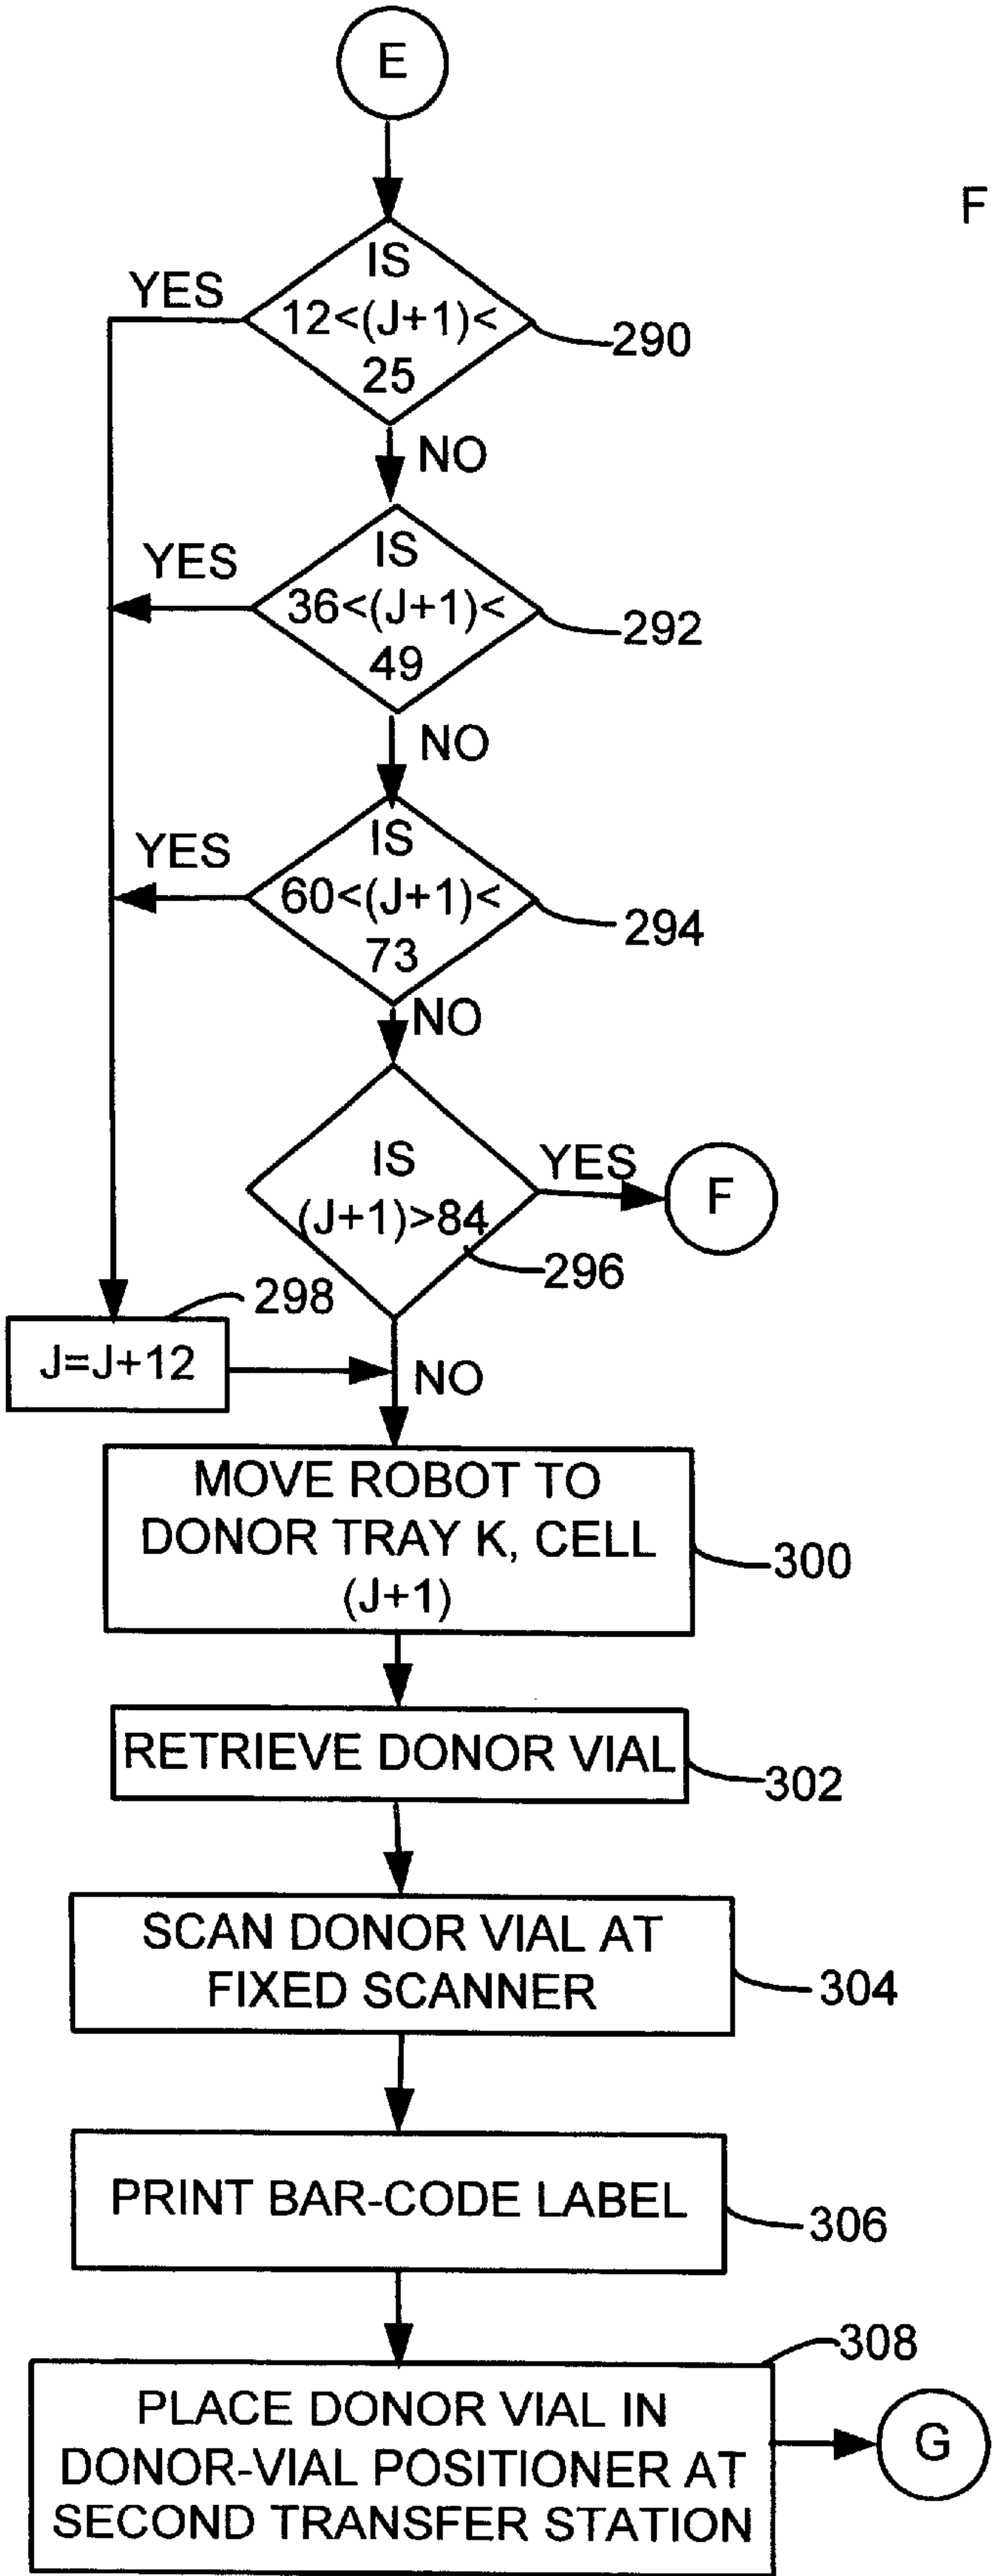 E
F
IS
12<(J+1)<
25
YES
290
NO
IS
36<(J+1)<
49
YES
292
NO
IS
60<(J+1)<
73
YES
294
NO
IS
(J+1)>84
YES
F
296
298
J=J+12
NO
MOVE ROBOT TO
DONOR TRAY K, CELL
(J+1)
300
RETRIEVE DONOR VIAL
302
SCAN DONOR VIAL AT
FIXED SCANNER
304
PRINT BAR-CODE LABEL
306
308
PLACE DONOR VIAL IN
DONOR-VIAL POSITIONER AT
SECOND TRANSFER STATION
G